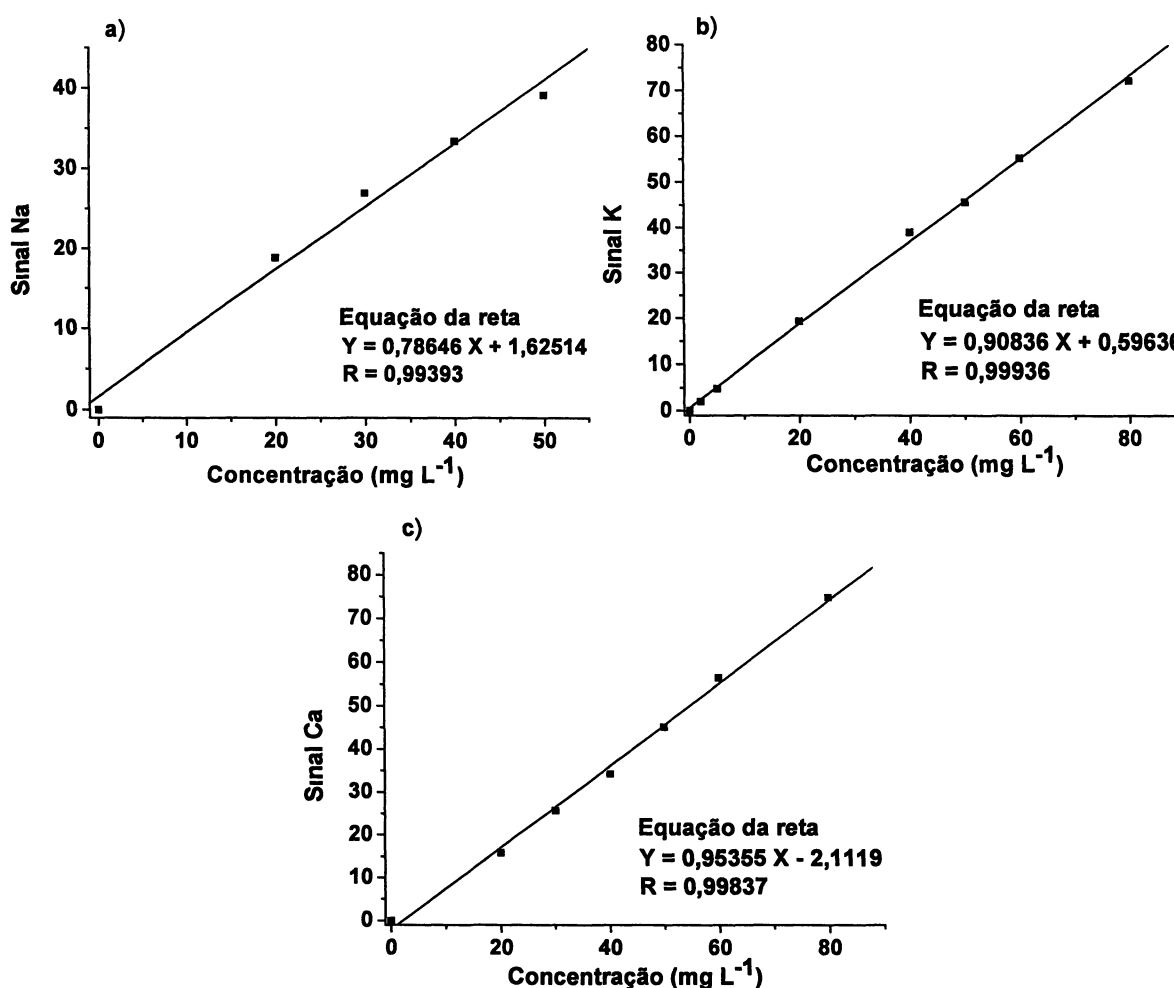 a)
40
30
20
10
0
Sinal Na
Equação da reta
Y = 0,78646 X + 1,62514
R = 0,99393
0 10 20 30 40 50
Concentração (mg L⁻¹)
b)
80
70
60
50
40
30
20
10
0
Sinal K
Equação da reta
Y = 0,90836 X + 0,59636
R = 0,99936
0 20 40 60 80
Concentração (mg L⁻¹)
c)
80
70
60
50
40
30
20
10
0
Sinal Ca
Equação da reta
Y = 0,95355 X - 2,1119
R = 0,99837
0 20 40 60 80
Concentração (mg L⁻¹)